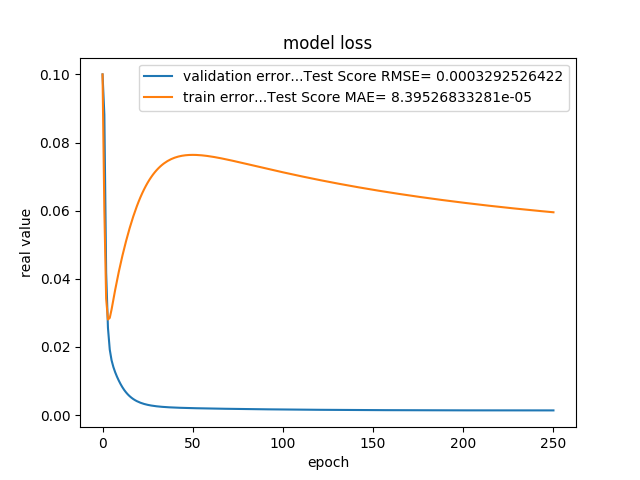 model loss
validation error...Test Score RMSE= 0.0003292526422
train error...Test Score MAE= 8.39526833281e-05
real value
0.10
0.08
0.06
0.04
0.02
0.00
0 50 100 150 200 250
epoch